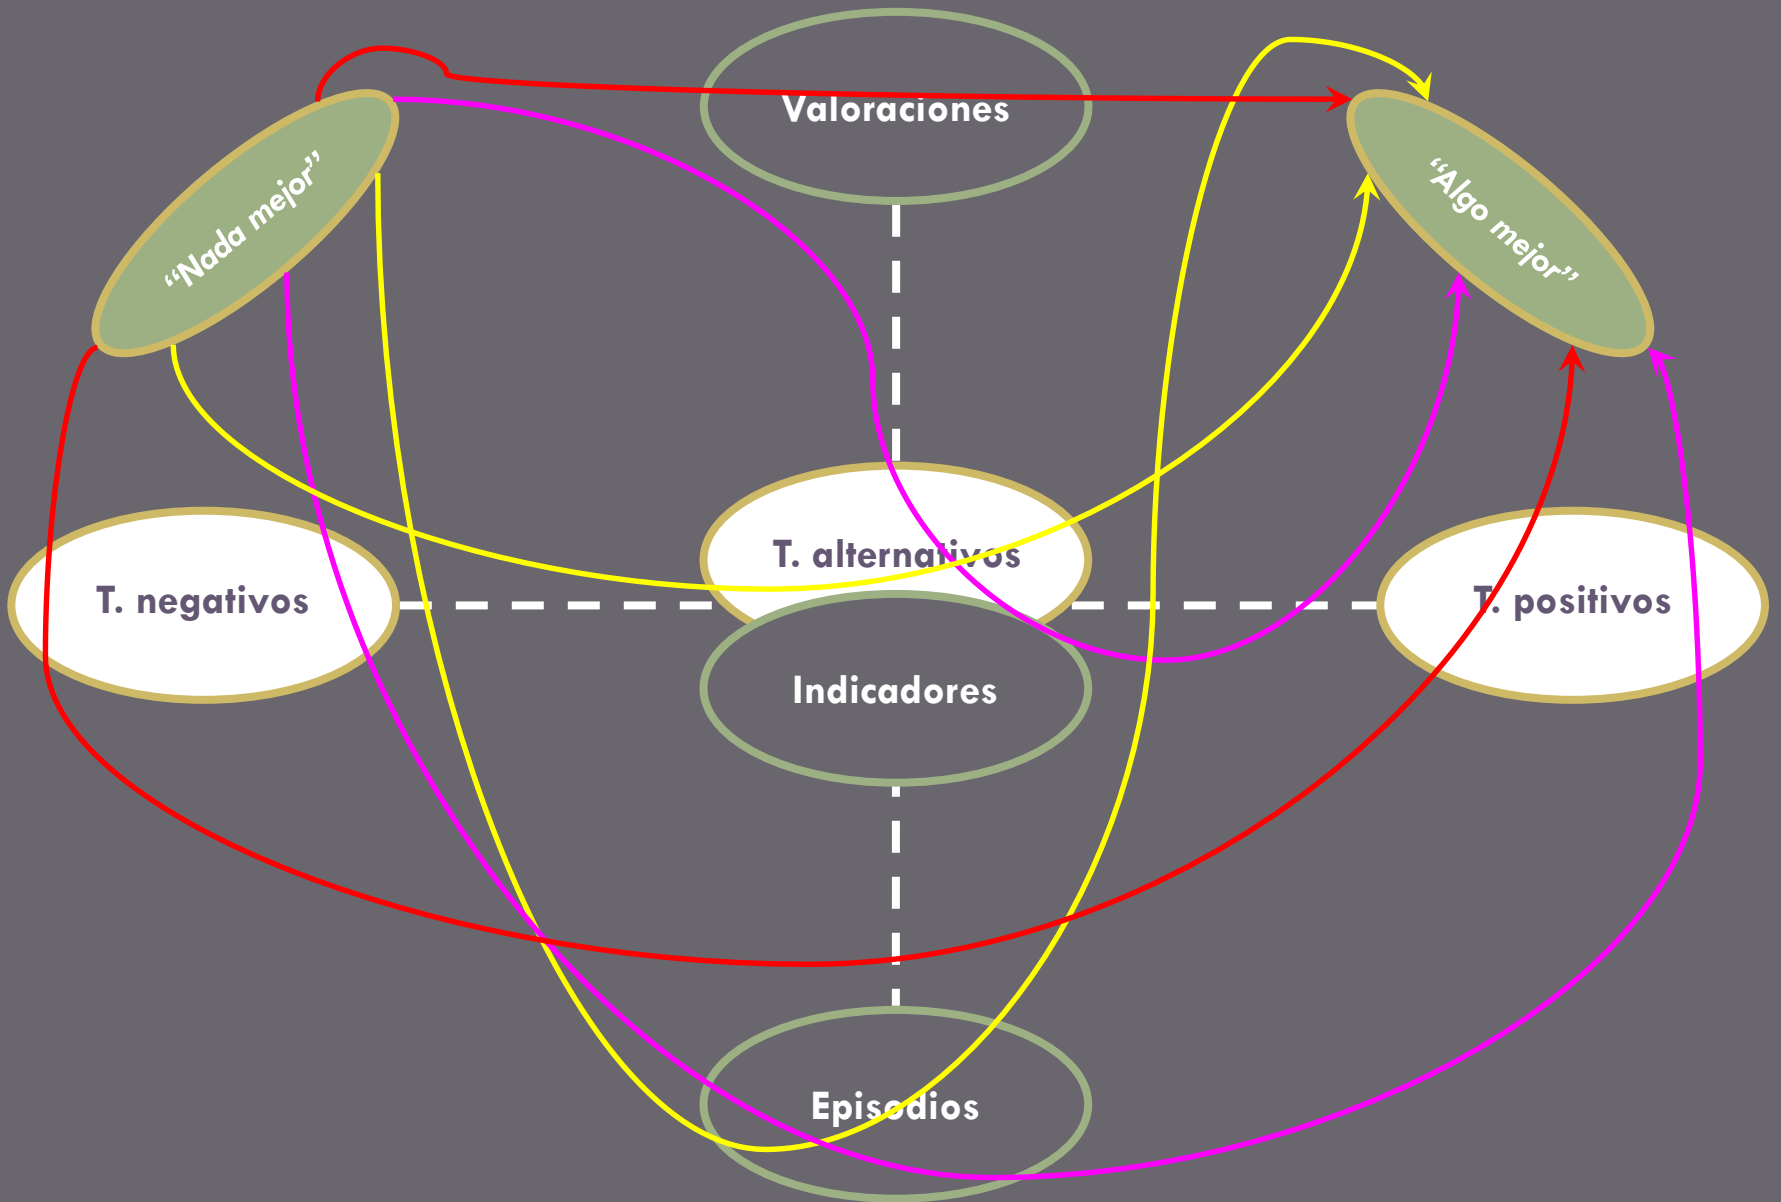 Valoraciones
“Nada mejor”
“Algo mejor”
T. alternativos
T. negativos
T. positivos
Indicadores
Episodios